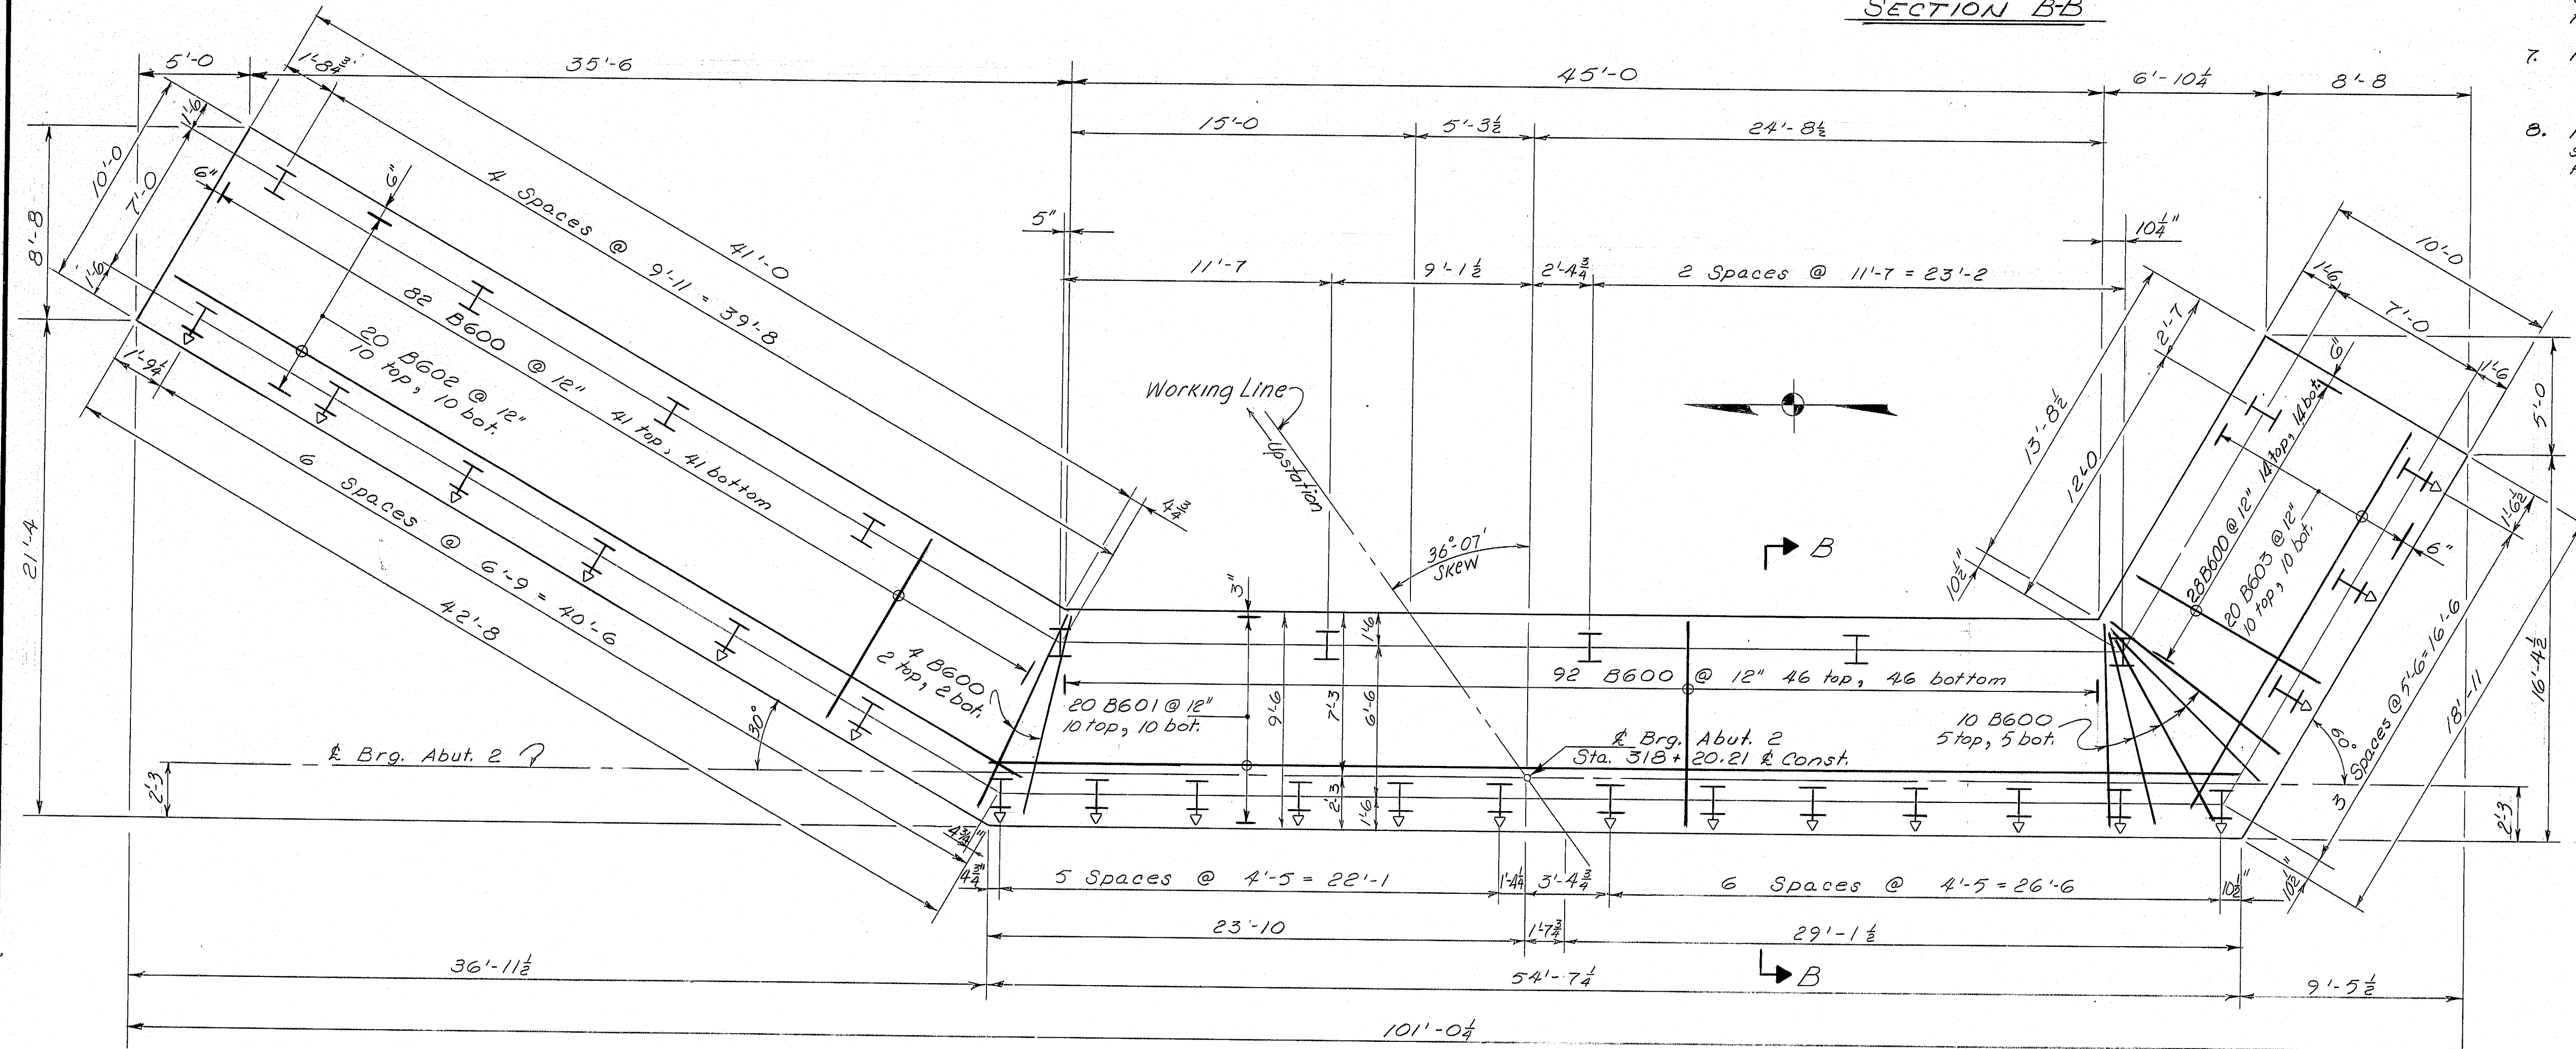 SECTION B-B
7.
8.
5'-0
35'-6
45'-0
6'-10¼
8'-8
1'-8¾
15'-0
5'-3½
24'-8½
1'-6
10'-0
7'-0
6"
6"
4 Spaces @ 9'-11 = 39'-8
41'-0
8'-8
1'-6
5"
10¼"
10'-0
11'-7
9'-1½
2'-4¾
2 Spaces @ 11'-7 = 23'-2
1'-6
7'-0
82 B600 @ 12" 41 top, 41 bottom
20 B602 @ 12"
10 top, 10 bot.
1'-9¼
2'-7
6"
1'-6
5'-0
Working Line
Upstation
13'-8½
12'-0
28 B600 @ 12" 14 top, 14 bot.
20 B603 @ 12"
10 top, 10 bot.
1'-6½
6"
4¾
36°-07'
Skew
B
10½"
21'-4
6 Spaces @ 6'-9 = 40'-6
42'-8
3"
1'-6
4 B600
2 top, 2 bot.
92 B600 @ 12" 46 top, 46 bottom
20 B601 @ 12"
10 top, 10 bot.
9'-6
7'-3
6'-6
10 B600
5 top, 5 bot.
3 Spaces @ 5'-6 = 16'-6
18'-11
16'-4½
30°
60°
℄ Brg. Abut. 2
℄ Brg. Abut. 2
Sta. 318 + 20.21 ℄ Const.
2'-3
2'-3
1'-6
2'-3
4¾"
4¾"
5 Spaces @ 4'-5 = 22'-1
1'-4¼
3'-4¾
6 Spaces @ 4'-5 = 26'-6
10½"
10½"
23'-10
1'-7¾
29'-1½
36'-11½
54'-7¼
B
9'-5½
101'-0¼